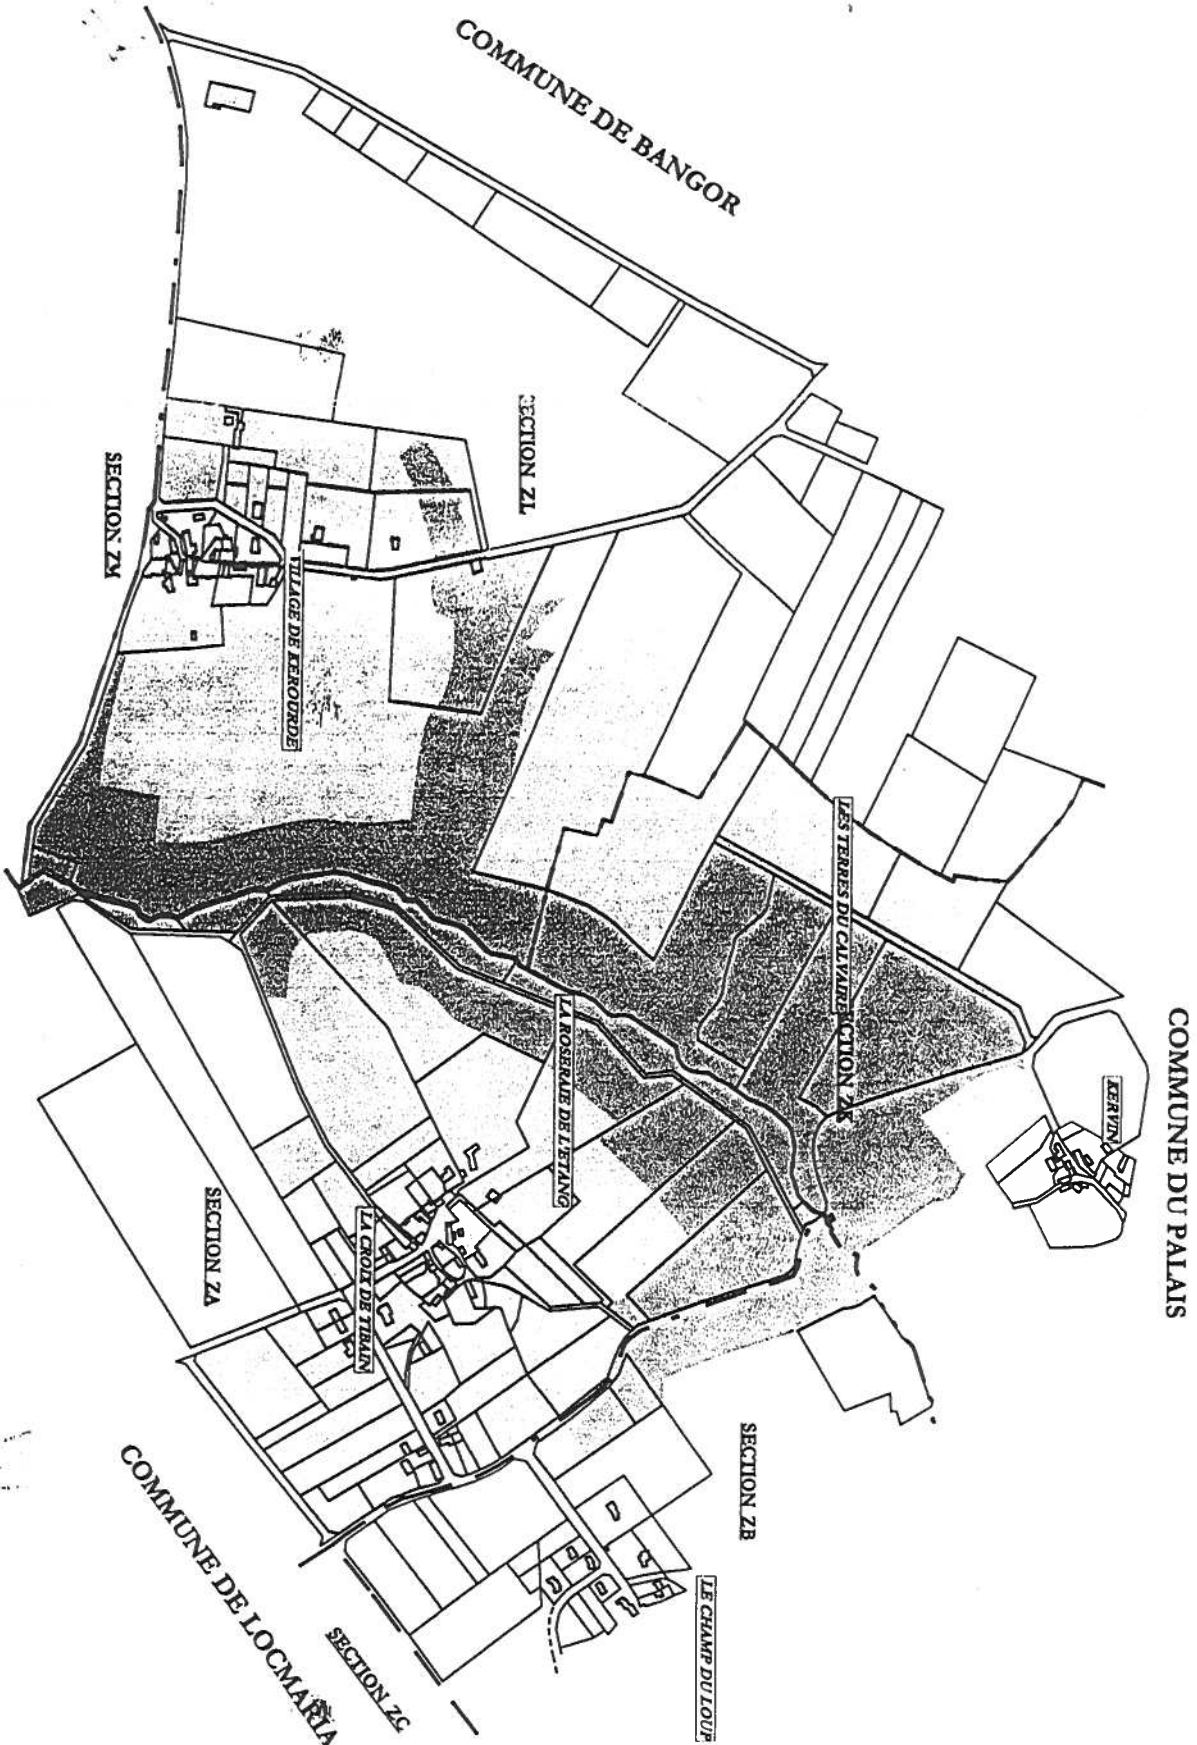 COMMUNE DE BANGOR
COMMUNE DU PALAIS
COMMUNE DE LOCMARIA
SECTION ZL
SECTION ZM
VILLAGE DE KEROURDE
LES TERRES DU CALVAIRE
SECTION ZK
KERVIN
LA ROSERAIE DE L'ETANG
LA CROIX DE TIBAIN
SECTION ZA
SECTION ZB
LE CHAMP DU LOUP
SECTION ZC